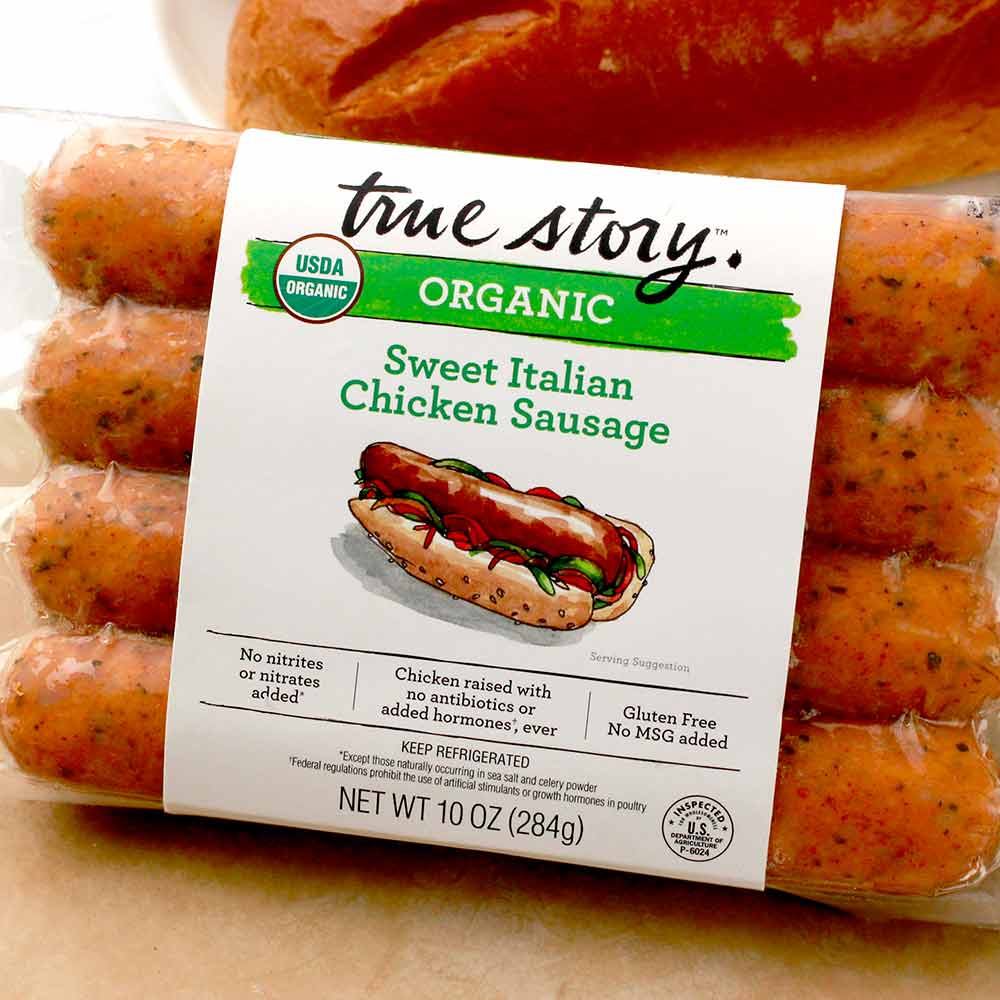 true story.™
USDA
ORGANIC
ORGANIC
Sweet Italian
Chicken Sausage
Serving Suggestion
No nitrites
or nitrates
added*
Chicken raised with
no antibiotics or
added hormones†, ever
Gluten Free
No MSG added
KEEP REFRIGERATED
*Except those naturally occurring in sea salt and celery powder
†Federal regulations prohibit the use of artificial stimulants or growth hormones in poultry
NET WT 10 OZ (284g)
INSPECTED
FOR WHOLESOMENESS
BY
U.S.
DEPARTMENT OF
AGRICULTURE
P-6024